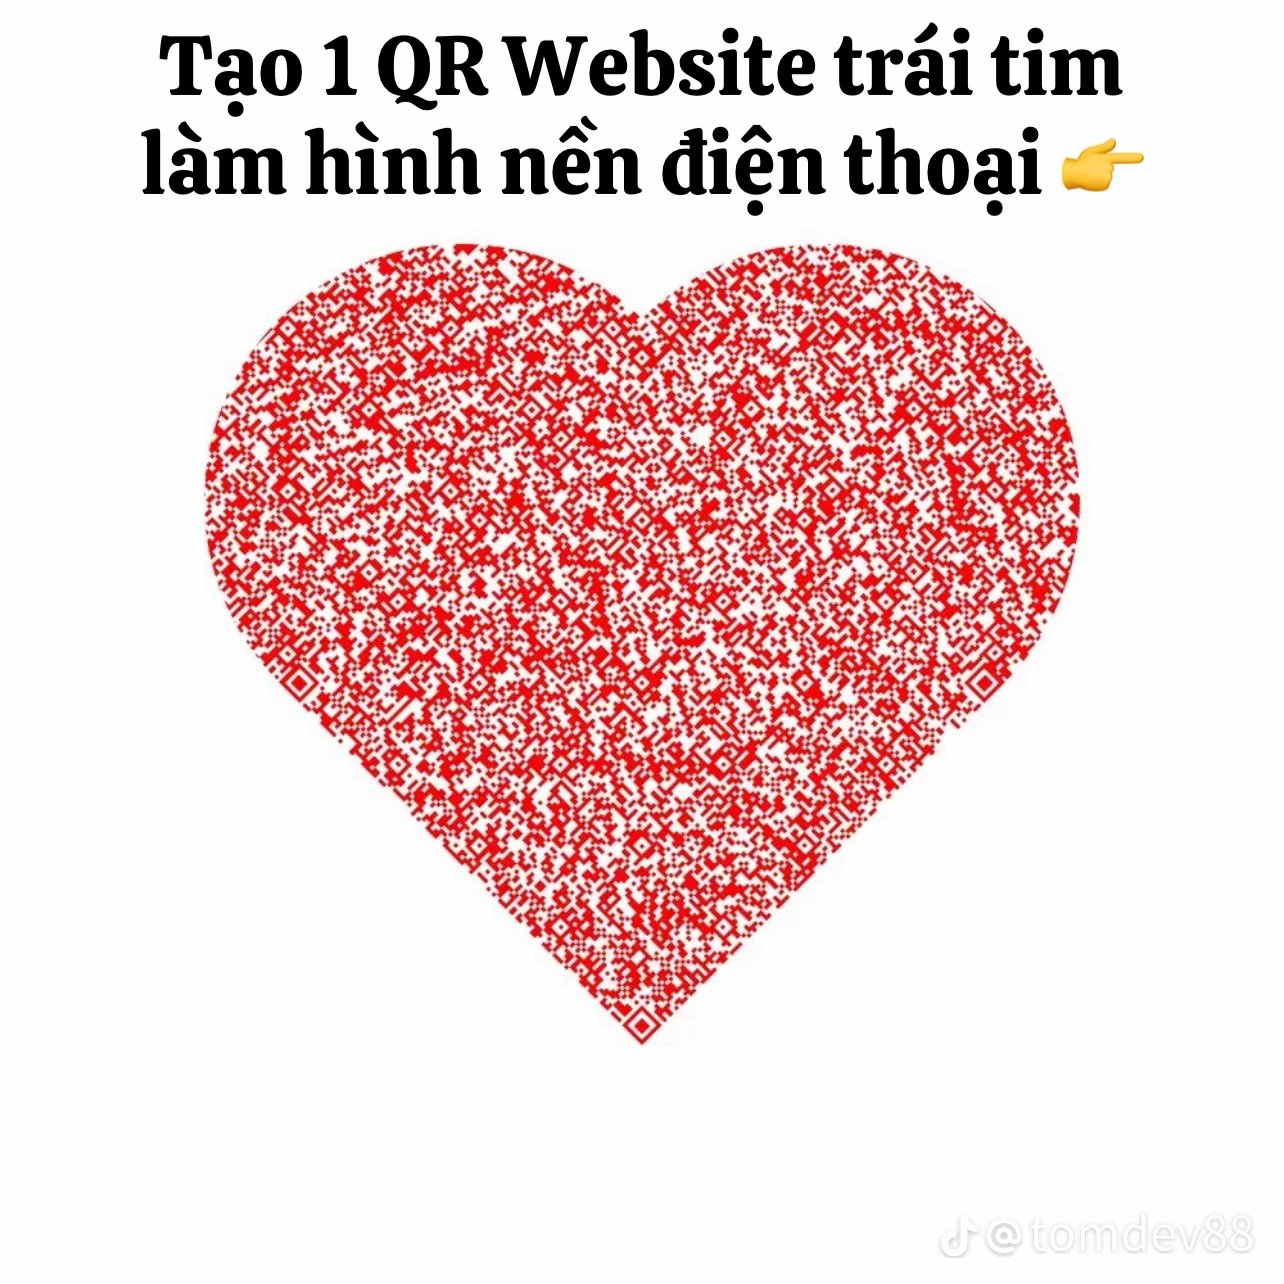 Tạo 1 QR Website trái tim
làm hình nền điện thoại 👉
@tomdev88